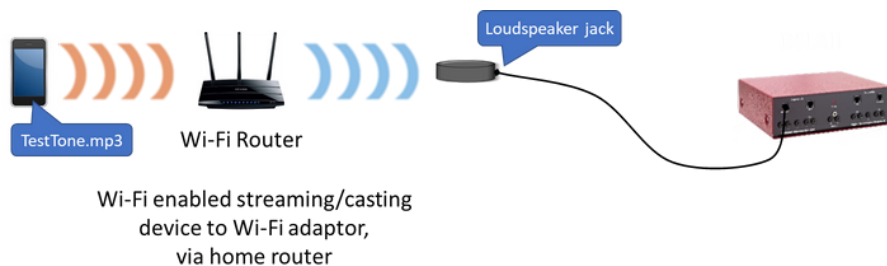 Loudspeaker jack
TestTone.mp3
Wi-Fi Router
Wi-Fi enabled streaming/casting
device to Wi-Fi adaptor,
via home router